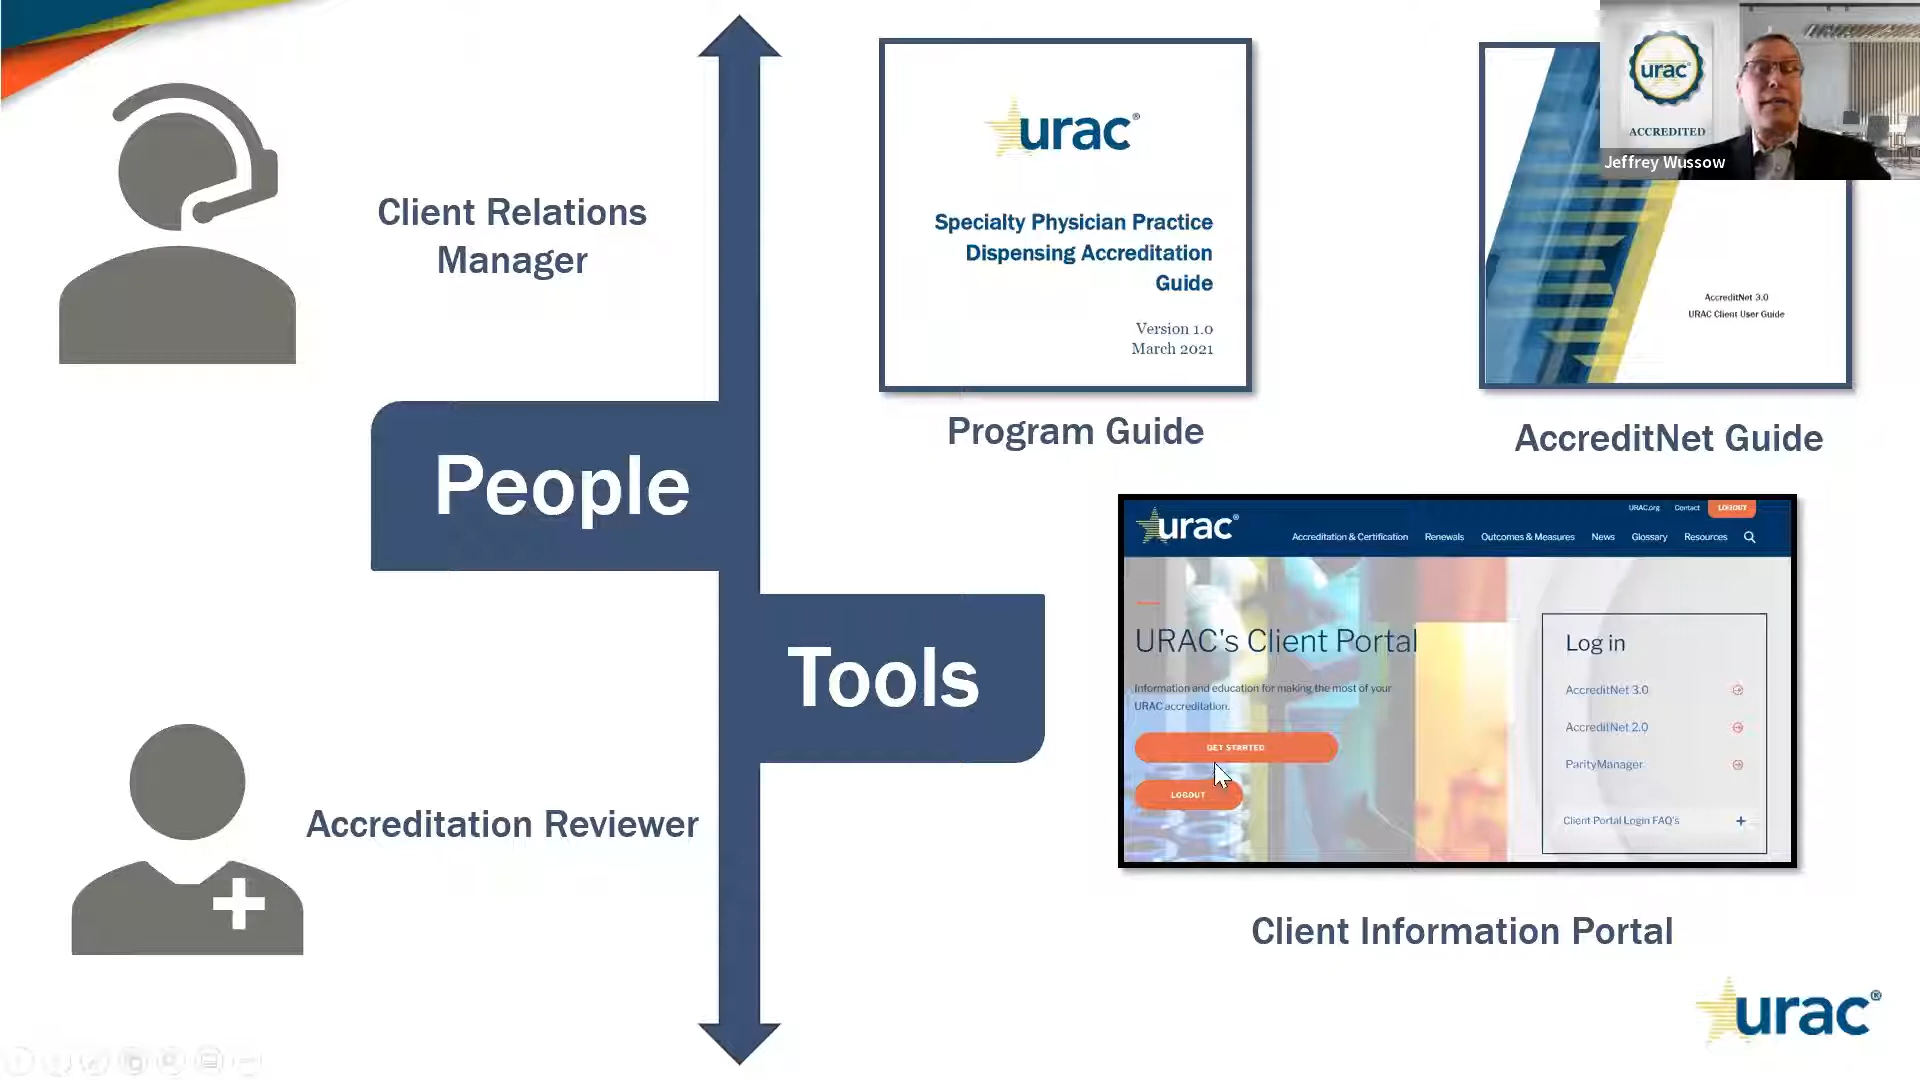 Client Relations
Manager
People
Accreditation Reviewer
Tools
urac®
Specialty Physician Practice
Dispensing Accreditation
Guide
Version 1.0
March 2021
Program Guide
AccreditNet 3.0
URAC Client User Guide
AccreditNet Guide
urac
ACCREDITED
Jeffrey Wussow
URAC.org Contact LOGOUT
urac®
Accreditation & Certification Renewals Outcomes & Measures News Glossary Resources
URAC's Client Portal
Information and education for making the most of your
URAC accreditation.
GET STARTED
LOGOUT
Log in
AccreditNet 3.0
AccreditNet 2.0
ParityManager
Client Portal Login FAQ's +
Client Information Portal
urac®